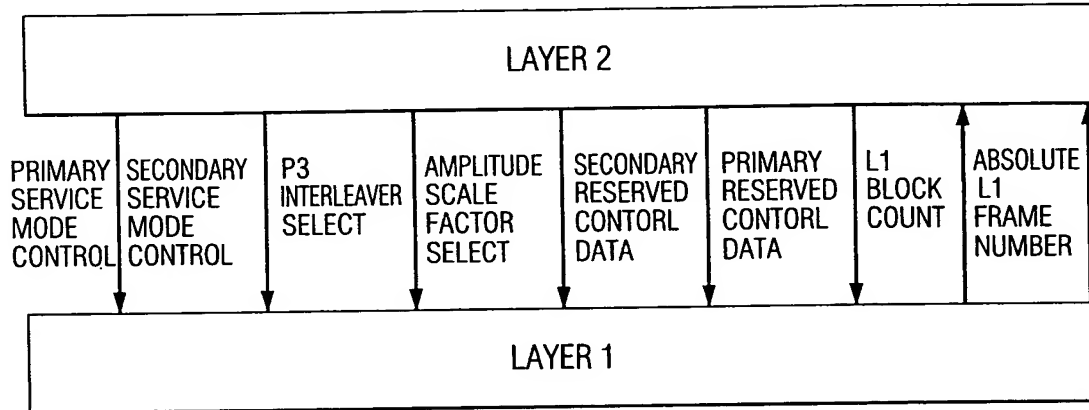 LAYER 2
PRIMARY
SERVICE
MODE
CONTROL
SECONDARY
SERVICE
MODE
CONTROL
P3
INTERLEAVER
SELECT
AMPLITUDE
SCALE
FACTOR
SELECT
SECONDARY
RESERVED
CONTORL
DATA
PRIMARY
RESERVED
CONTORL
DATA
L1
BLOCK
COUNT
ABSOLUTE
L1
FRAME
NUMBER
LAYER 1